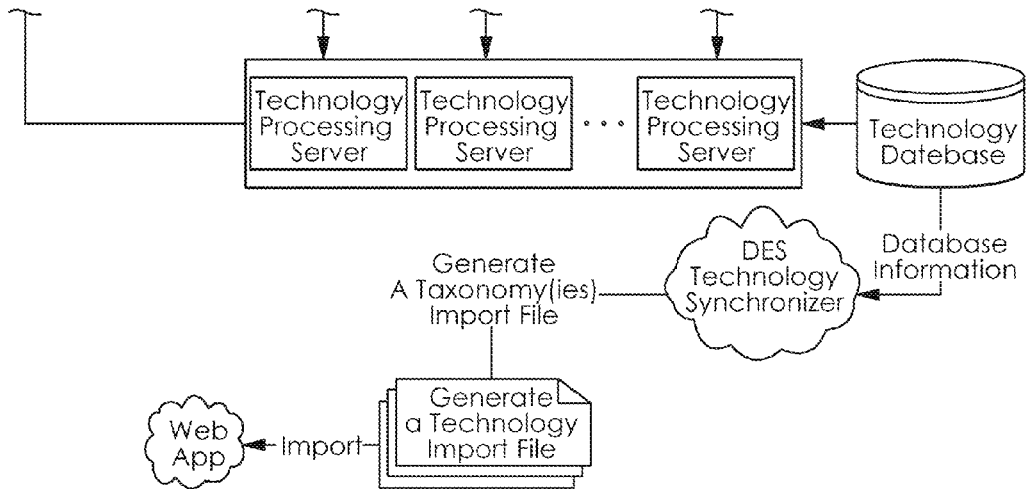 Technology
Processing
Server
Technology
Processing
Server
. . .
Technology
Processing
Server
Technology
Datebase
Database
Information
DES
Technology
Synchronizer
Generate
A Taxonomy(ies)
Import File
Generate
a Technology
Import File
Import
Web
App